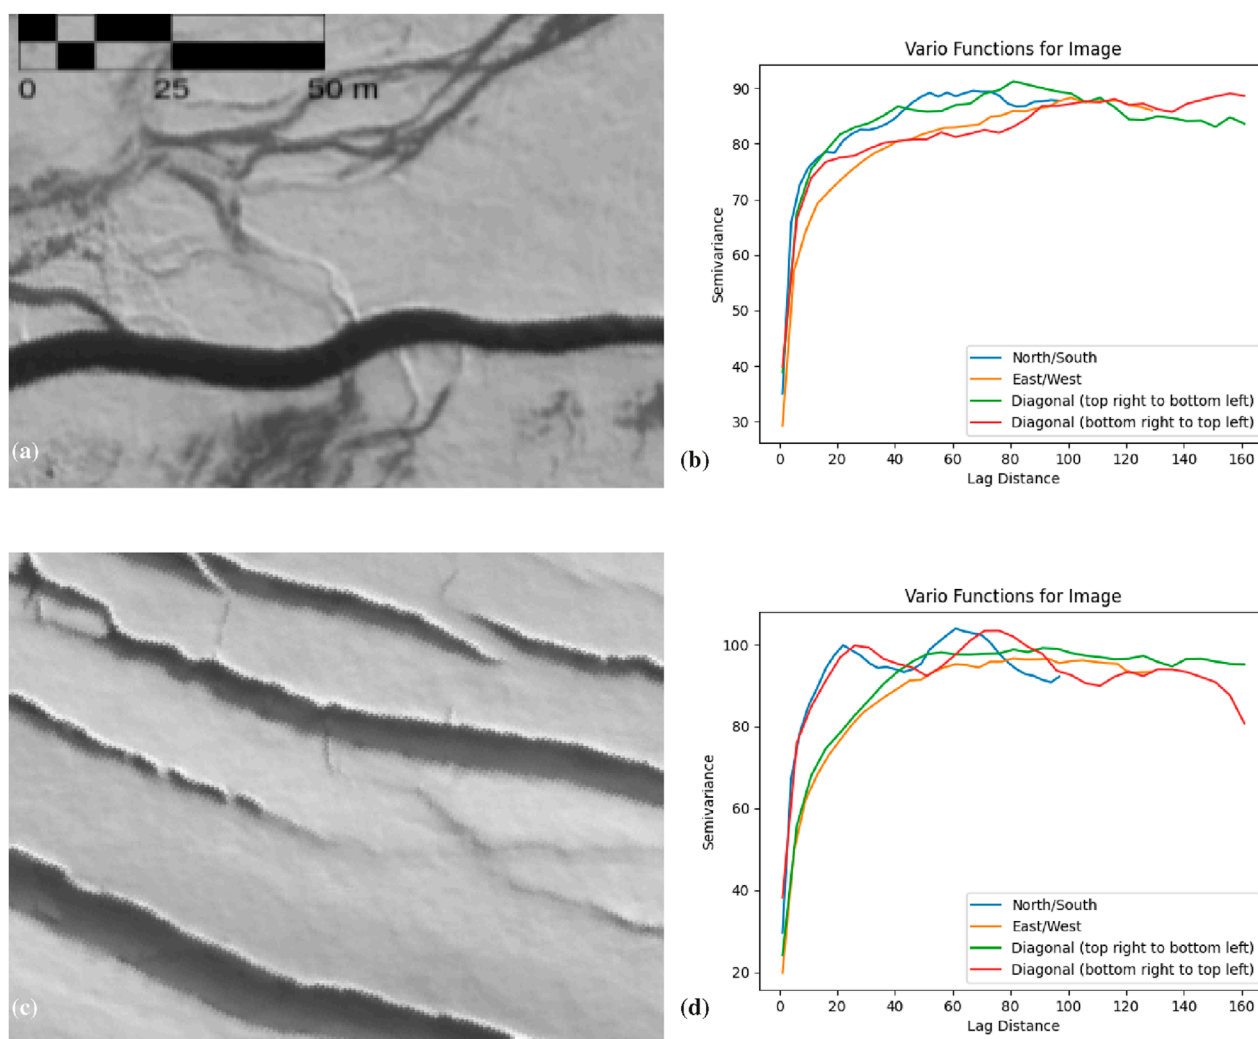 0 25 50 m
(a)
Vario Functions for Image
Semivariance
90
80
70
60
50
40
30
North/South
East/West
Diagonal (top right to bottom left)
Diagonal (bottom right to top left)
0 20 40 60 80 100 120 140 160
Lag Distance
(b)
(c)
Vario Functions for Image
Semivariance
100
80
60
40
20
North/South
East/West
Diagonal (top right to bottom left)
Diagonal (bottom right to top left)
0 20 40 60 80 100 120 140 160
Lag Distance
(d)